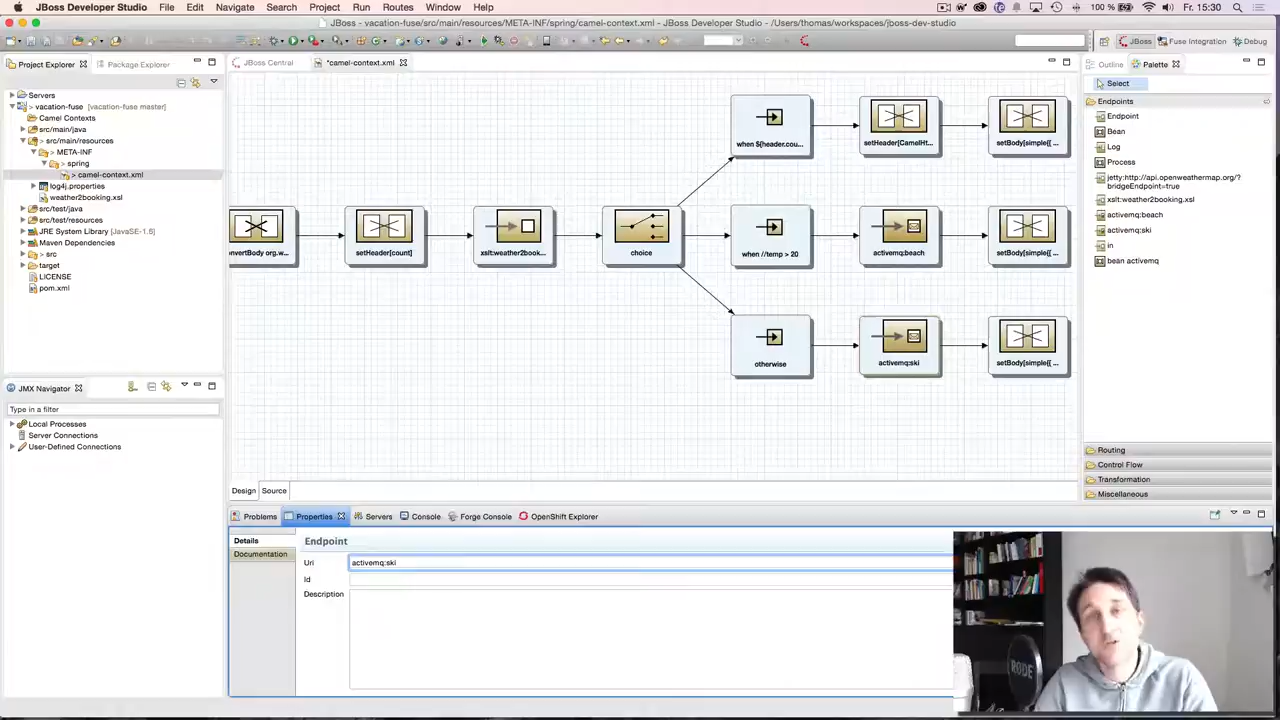 JBoss Developer Studio File Edit Navigate Search Project Run Routes Window Help
100 % Fr. 15:30
JBoss - vacation-fuse/src/main/resources/META-INF/spring/camel-context.xml - JBoss Developer Studio - /Users/thomas/workspaces/jboss-dev-studio
JBoss Fuse Integration Debug
Project Explorer Package Explorer
JBoss Central *camel-context.xml
Outline Palette
Servers
> vacation-fuse [vacation-fuse master]
Camel Contexts
src/main/java
> src/main/resources
> META-INF
> spring
> camel-context.xml
log4j.properties
weather2booking.xsl
src/test/java
src/test/resources
JRE System Library [JavaSE-1.6]
Maven Dependencies
> src
target
LICENSE
pom.xml
JMX Navigator
Type in a filter
Local Processes
Server Connections
User-Defined Connections
when ${header.cou...
setHeader[CamelHt...
setBody[simple{{ ...
onvertBody org.w...
setHeader[count]
xslt:weather2book...
choice
when //temp > 20
activemq:beach
setBody[simple{{ ...
otherwise
activemq:ski
setBody[simple{{ ...
Select
Endpoints
Endpoint
Bean
Log
Process
jetty:http://api.openweathermap.org/?
bridgeEndpoint=true
xslt:weather2booking.xsl
activemq:beach
activemq:ski
in
bean activemq
Routing
Control Flow
Transformation
Miscellaneous
Design Source
Problems Properties Servers Console Forge Console OpenShift Explorer
Details
Documentation
Endpoint
Uri activemq:ski
Id
Description
RODE